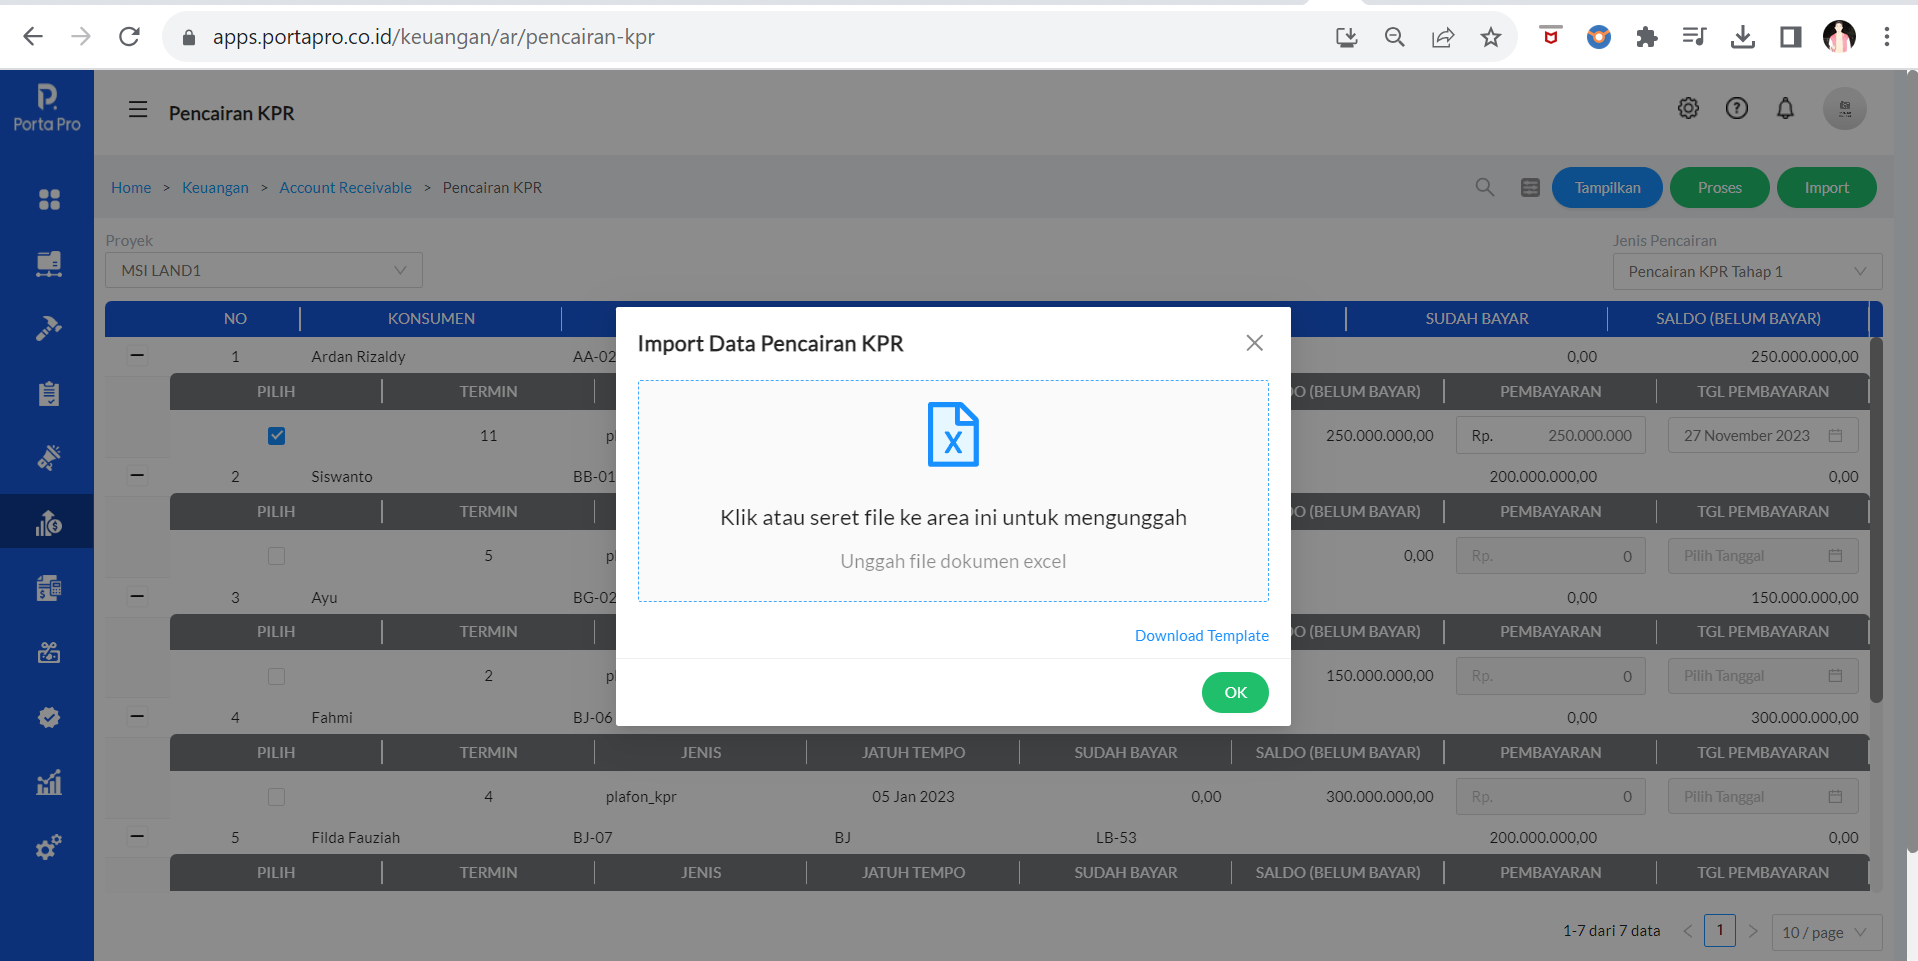 apps.portapro.co.id/keuangan/ar/pencairan-kpr
Porta Pro
Pencairan KPR
Home > Keuangan > Account Receivable > Pencairan KPR
Tampilkan Proses Import
Proyek
MSI LAND1
Jenis Pencairan
Pencairan KPR Tahap 1
NO KONSUMEN SUDAH BAYAR SALDO (BELUM BAYAR)
1 Ardan Rizaldy AA-02 0,00 250.000.000,00
PILIH TERMIN (BELUM BAYAR) PEMBAYARAN TGL PEMBAYARAN
11 250.000.000,00 Rp. 250.000.000 27 November 2023
2 Siswanto BB-01 200.000.000,00 0,00
PILIH TERMIN (BELUM BAYAR) PEMBAYARAN TGL PEMBAYARAN
5 0,00 Rp. 0 Pilih Tanggal
3 Ayu BG-02 0,00 150.000.000,00
PILIH TERMIN (BELUM BAYAR) PEMBAYARAN TGL PEMBAYARAN
2 150.000.000,00 Rp. 0 Pilih Tanggal
4 Fahmi BJ-06 0,00 300.000.000,00
PILIH TERMIN JENIS JATUH TEMPO SUDAH BAYAR SALDO (BELUM BAYAR) PEMBAYARAN TGL PEMBAYARAN
4 plafon_kpr 05 Jan 2023 0,00 300.000.000,00 Rp. 0 Pilih Tanggal
5 Filda Fauziah BJ-07 BJ LB-53 200.000.000,00 0,00
PILIH TERMIN JENIS JATUH TEMPO SUDAH BAYAR SALDO (BELUM BAYAR) PEMBAYARAN TGL PEMBAYARAN
1-7 dari 7 data < 1 > 10 / page
Import Data Pencairan KPR
X
Klik atau seret file ke area ini untuk mengunggah
Unggah file dokumen excel
Download Template
OK